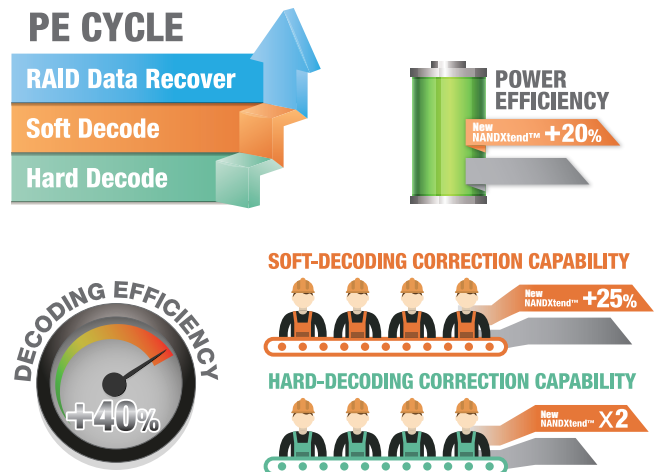 PE CYCLE
RAID Data Recover
Soft Decode
Hard Decode
POWER
EFFICIENCY
New
NANDXtend™ +20%
DECODING EFFICIENCY
+40%
SOFT-DECODING CORRECTION CAPABILITY
New
NANDXtend™ +25%
HARD-DECODING CORRECTION CAPABILITY
New
NANDXtend™ X2